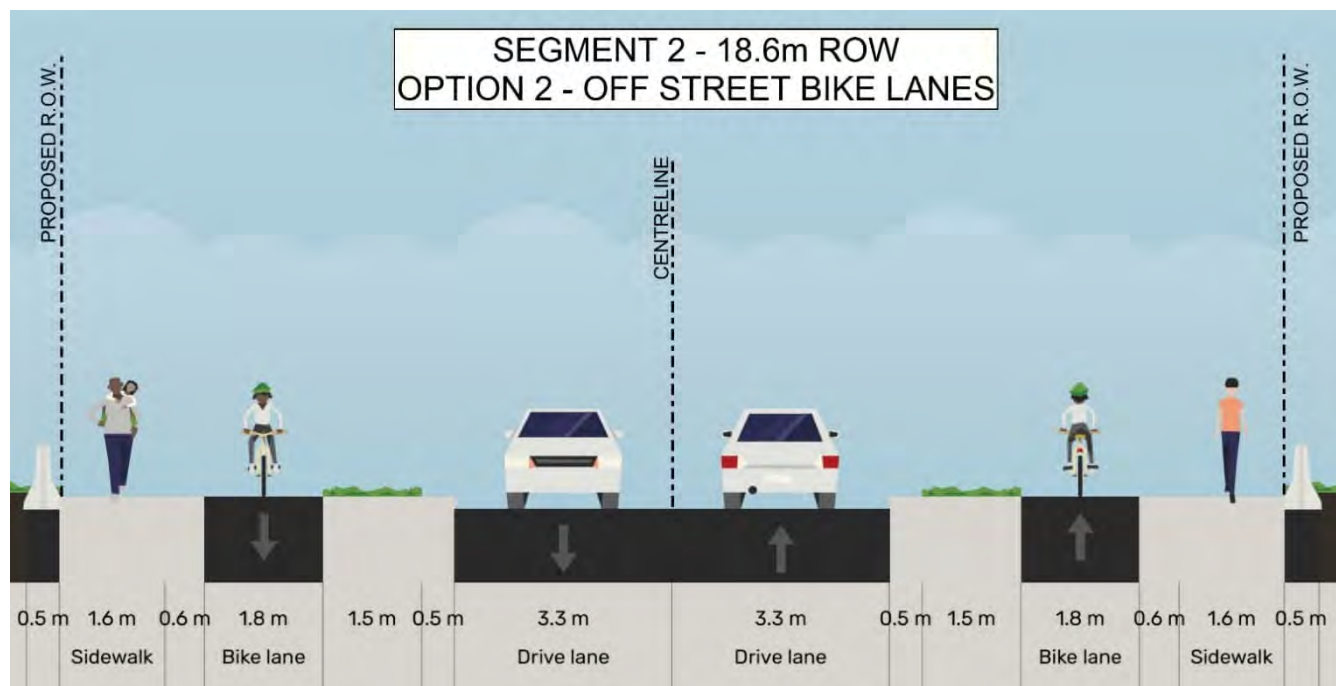 SEGMENT 2 - 18.6m ROW
OPTION 2 - OFF STREET BIKE LANES
PROPOSED R.O.W.
CENTRELINE
PROPOSED R.O.W.
0.5 m 1.6 m 0.6 m 1.8 m 1.5 m 0.5 m 3.3 m 3.3 m 0.5 m 1.5 m 1.8 m 0.6 m 1.6 m 0.5 m
Sidewalk Bike lane Drive lane Drive lane Bike lane Sidewalk